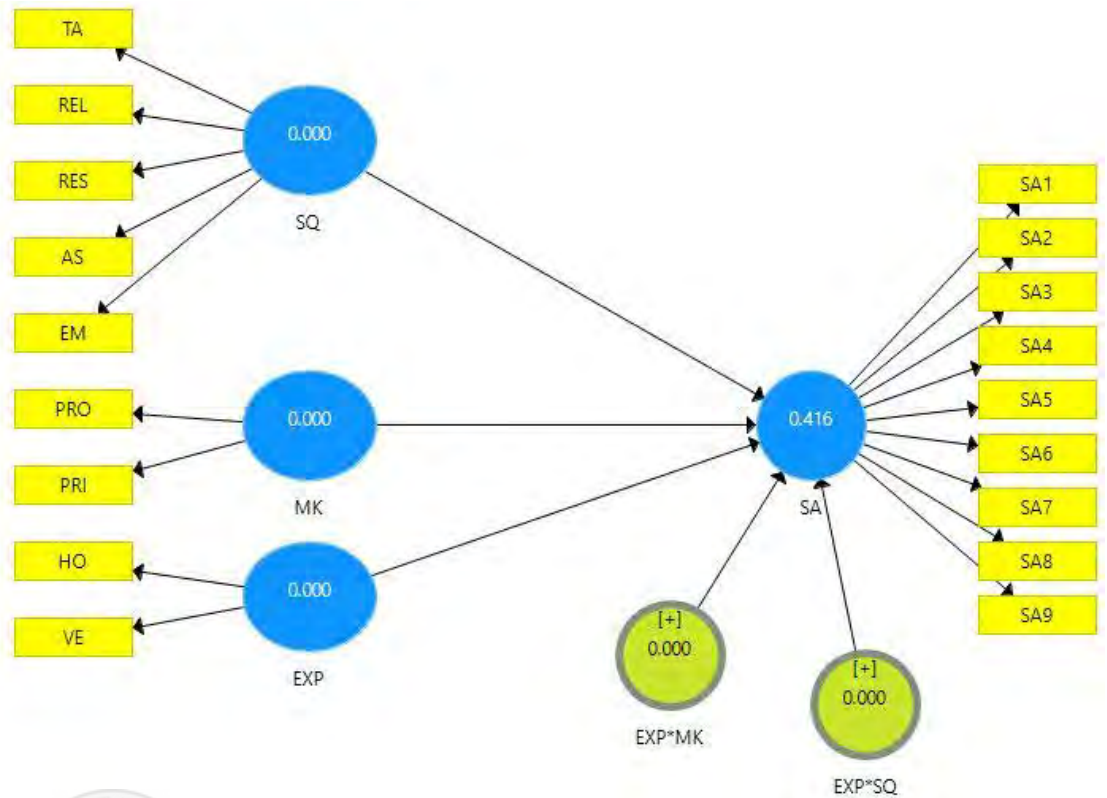 TA
REL
RES
AS
EM
0.000
SQ
PRO
PRI
0.000
MK
HO
VE
0.000
EXP
0.416
SA
SA1
SA2
SA3
SA4
SA5
SA6
SA7
SA8
SA9
[+]
0.000
EXP*MK
[+]
0.000
EXP*SQ